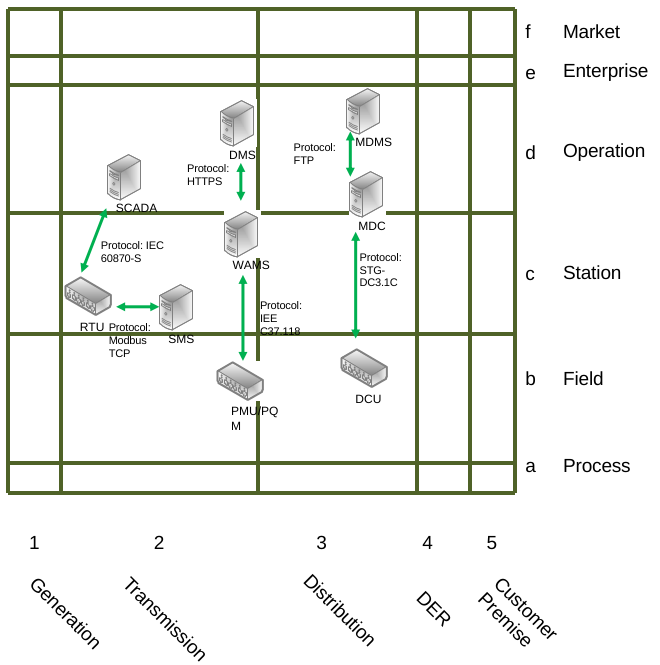 f Market
e Enterprise
MDMS
DMS
Protocol:
FTP
d Operation
Protocol:
HTTPS
SCADA
MDC
Protocol: IEC
60870-S
WAMS
Protocol:
STG-
DC3.1C
c Station
Protocol:
IEE
C37.118
RTU
Protocol:
Modbus
TCP
SMS
b Field
DCU
PMU/PQ
M
a Process
1 2 3 4 5
Generation
Transmission
Distribution
DER
Customer
Premise